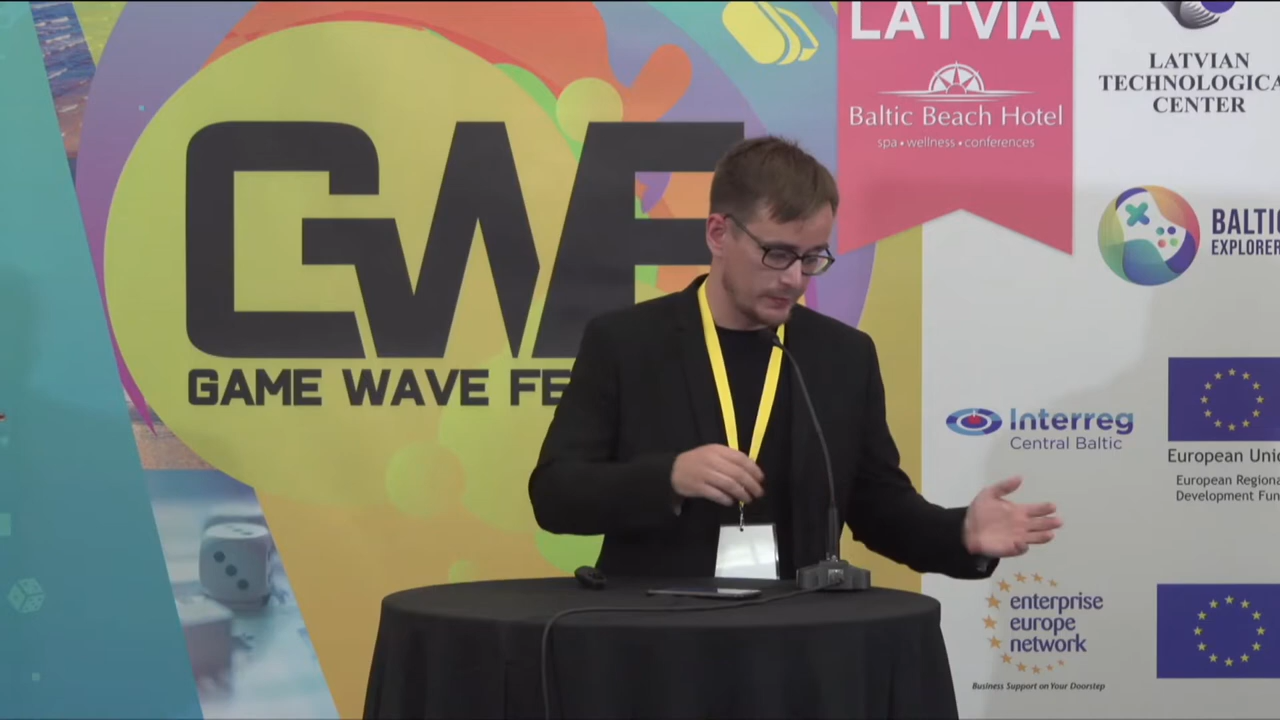 GWF
GAME WAVE FE
LATVIA
Baltic Beach Hotel
spa • wellness • conferences
LATVIAN
TECHNOLOGICA
CENTER
BALTIC
EXPLORER
Interreg
Central Baltic
European Unio
European Regiona
Development Fun
enterprise
europe
network
Business Support on Your Doorstep